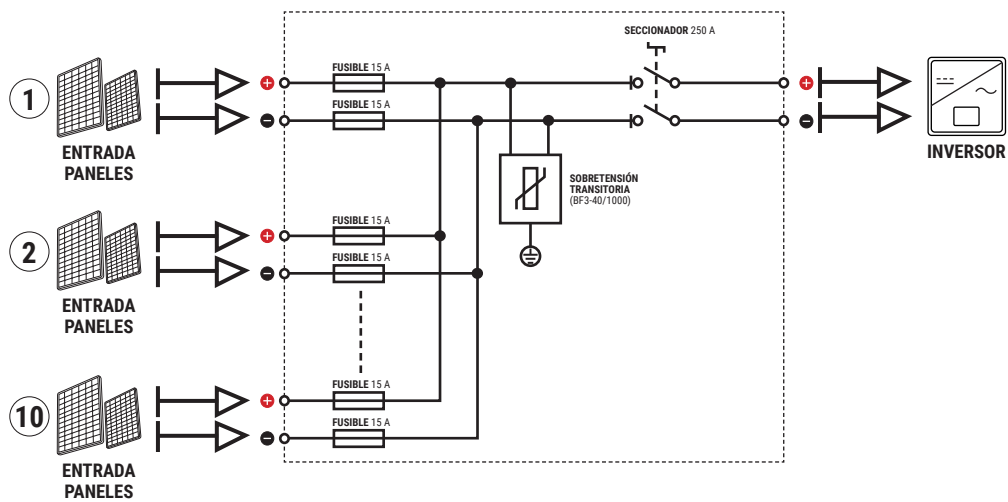 SECCIONADOR 250 A
1
ENTRADA
PANELES
FUSIBLE 15 A
FUSIBLE 15 A
INVERSOR
SOBRETENSIÓN
TRANSITORIA
(BF3-40/1000)
2
ENTRADA
PANELES
FUSIBLE 15 A
FUSIBLE 15 A
10
ENTRADA
PANELES
FUSIBLE 15 A
FUSIBLE 15 A